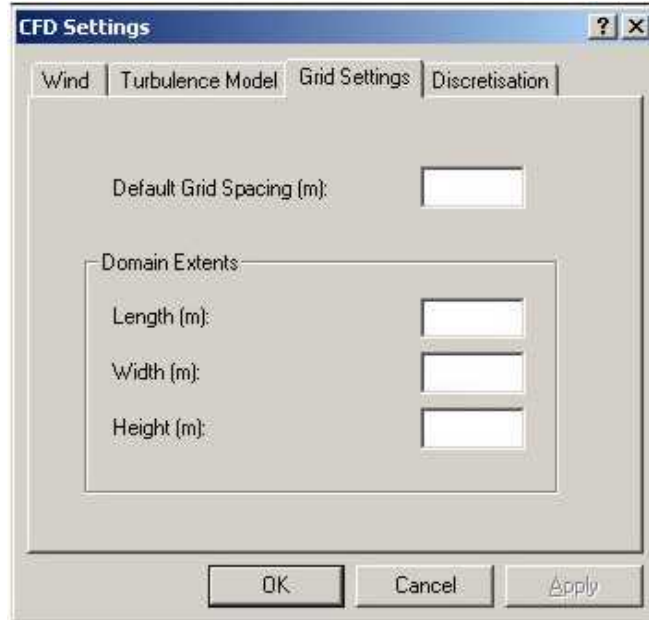 CFD Settings
Wind Turbulence Model Grid Settings Discretisation
Default Grid Spacing (m):
Domain Extents
Length (m):
Width (m):
Height (m):
OK Cancel Apply